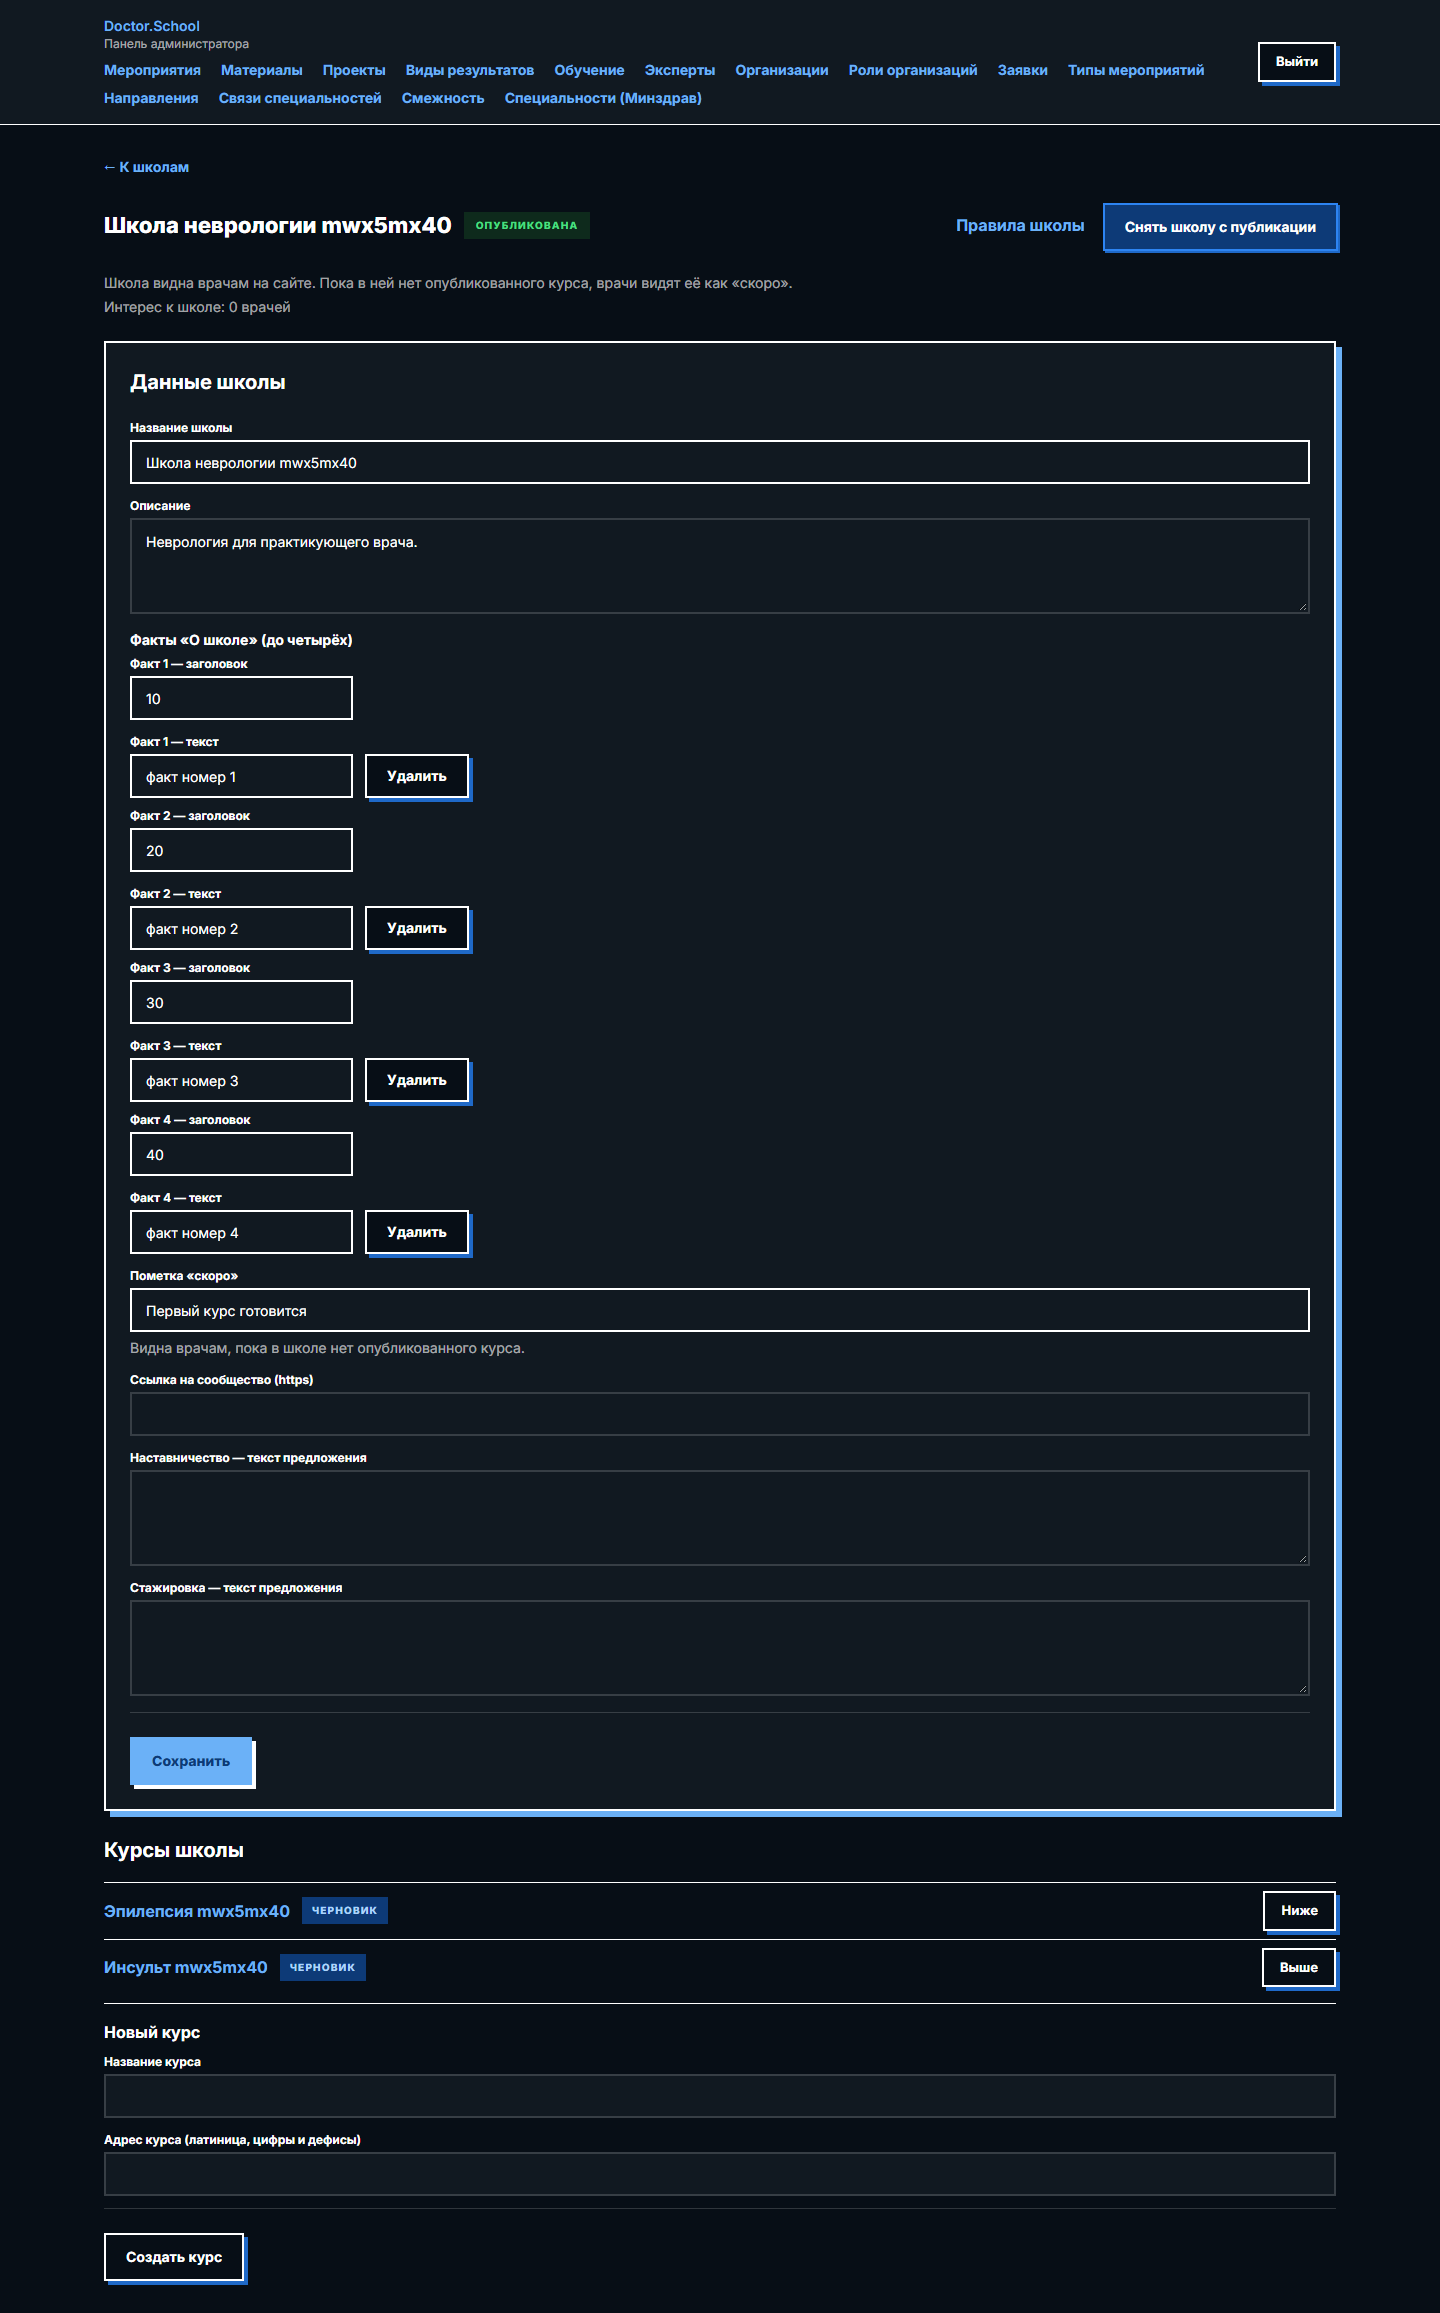 Doctor.School
Панель администратора
Мероприятия Материалы Проекты Виды результатов Обучение Эксперты Организации Роли организаций Заявки Типы мероприятий
Направления Связи специальностей Смежность Специальности (Минздрав)
Выйти
← К школам
Школа неврологии mwx5mx40 ОПУБЛИКОВАНА Правила школы Снять школу с публикации
Школа видна врачам на сайте. Пока в ней нет опубликованного курса, врачи видят её как «скоро».
Интерес к школе: 0 врачей
Данные школы
Название школы
Школа неврологии mwx5mx40
Описание
Неврология для практикующего врача.
Факты «О школе» (до четырёх)
Факт 1 — заголовок
10
Факт 1 — текст
факт номер 1 Удалить
Факт 2 — заголовок
20
Факт 2 — текст
факт номер 2 Удалить
Факт 3 — заголовок
30
Факт 3 — текст
факт номер 3 Удалить
Факт 4 — заголовок
40
Факт 4 — текст
факт номер 4 Удалить
Пометка «скоро»
Первый курс готовится
Видна врачам, пока в школе нет опубликованного курса.
Ссылка на сообщество (https)
Наставничество — текст предложения
Стажировка — текст предложения
Сохранить
Курсы школы
Эпилепсия mwx5mx40 ЧЕРНОВИК Ниже
Инсульт mwx5mx40 ЧЕРНОВИК Выше
Новый курс
Название курса
Адрес курса (латиница, цифры и дефисы)
Создать курс